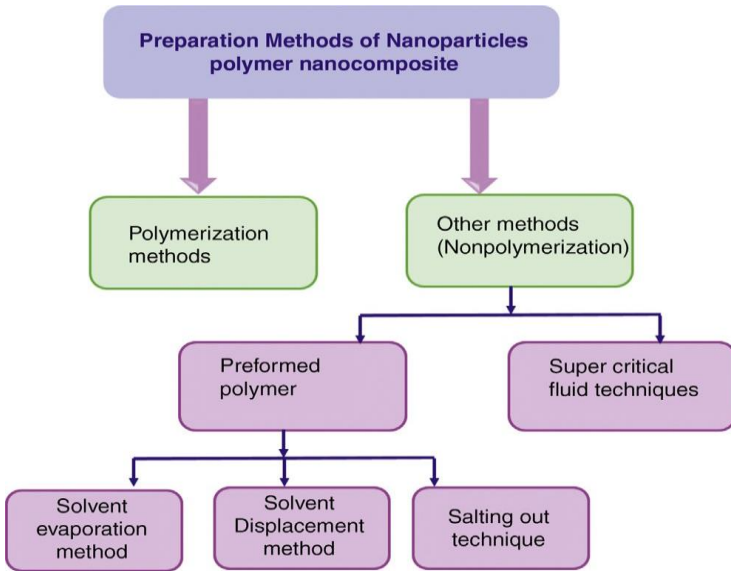 Preparation Methods of Nanoparticles
polymer nanocomposite
Polymerization
methods
Other methods
(Nonpolymerization)
Preformed
polymer
Super critical
fluid techniques
Solvent
evaporation
method
Solvent
Displacement
method
Salting out
technique